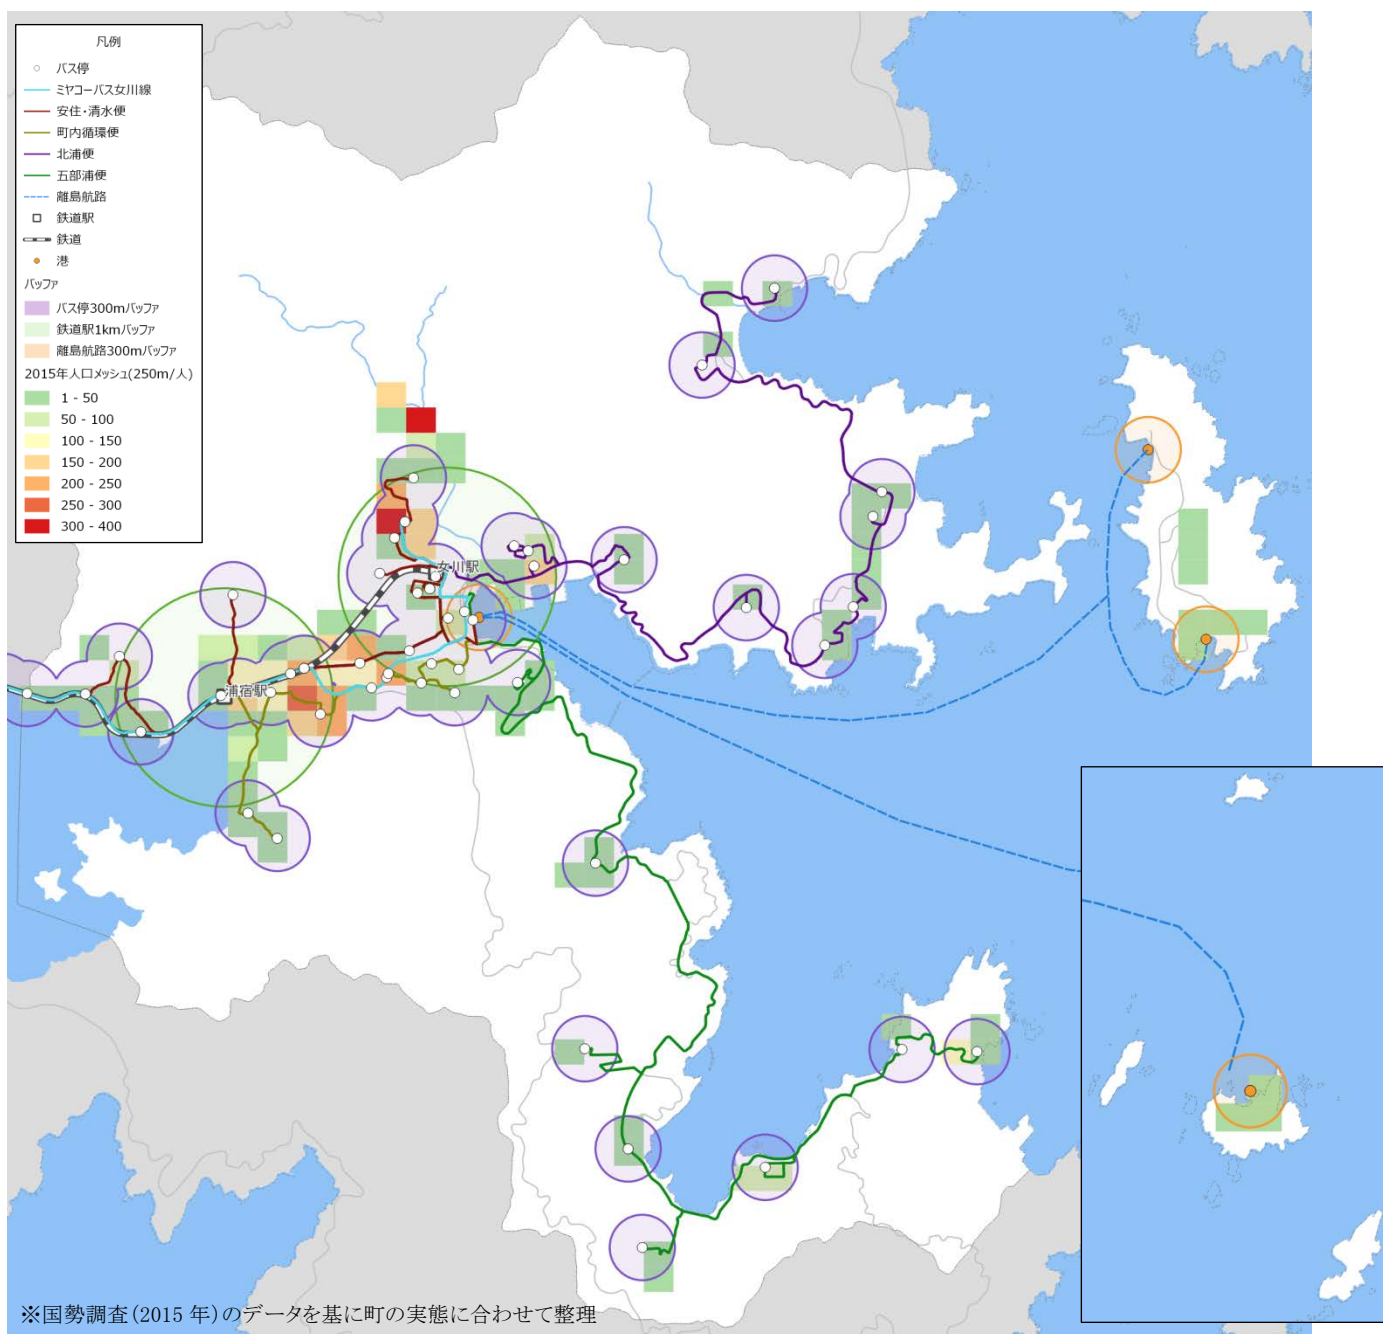 凡例
バス停
ミヤコーバス女川線
安住・清水便
町内循環便
北浦便
五部浦便
離島航路
鉄道駅
鉄道
港
バッファ
バス停300mバッファ
鉄道駅1kmバッファ
離島航路300mバッファ
2015年人口メッシュ(250m/人)
1 - 50
50 - 100
100 - 150
150 - 200
200 - 250
250 - 300
300 - 400
女川駅
浦宿駅
※国勢調査(2015 年)のデータを基に町の実態に合わせて整理